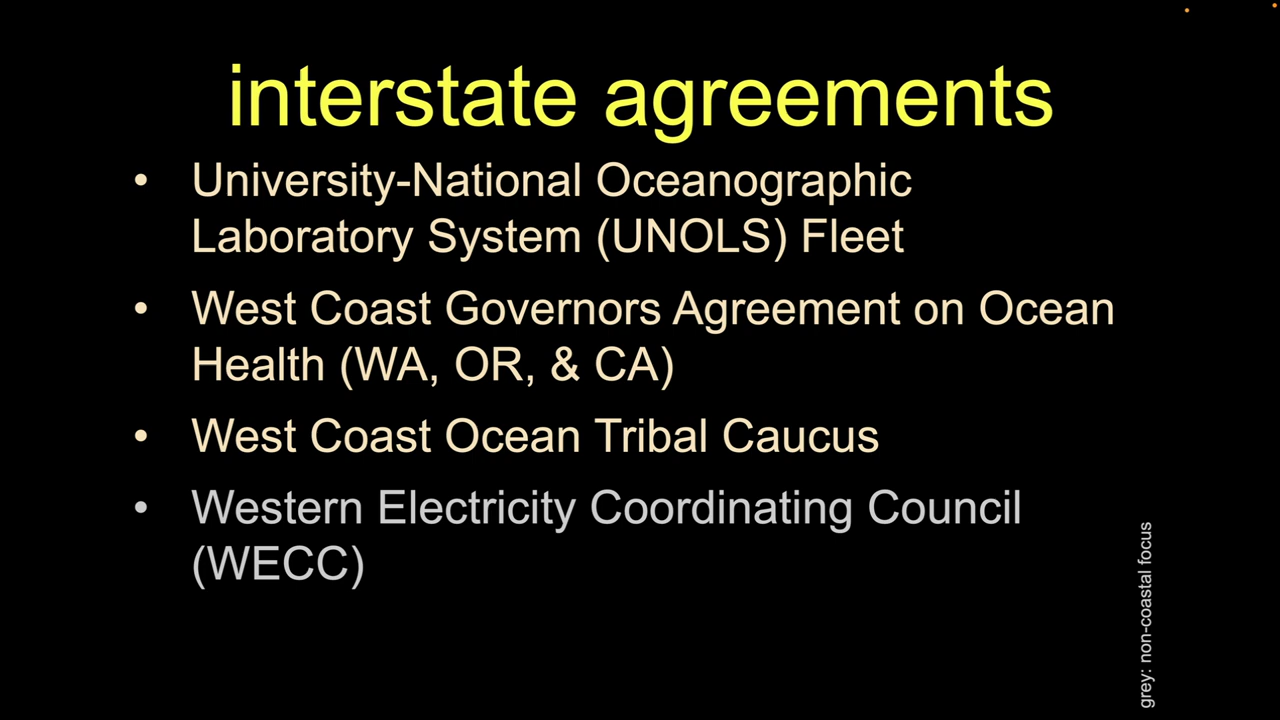 interstate agreements
• University-National Oceanographic
Laboratory System (UNOLS) Fleet
• West Coast Governors Agreement on Ocean
Health (WA, OR, & CA)
• West Coast Ocean Tribal Caucus
• Western Electricity Coordinating Council
(WECC)
grey: non-coastal focus